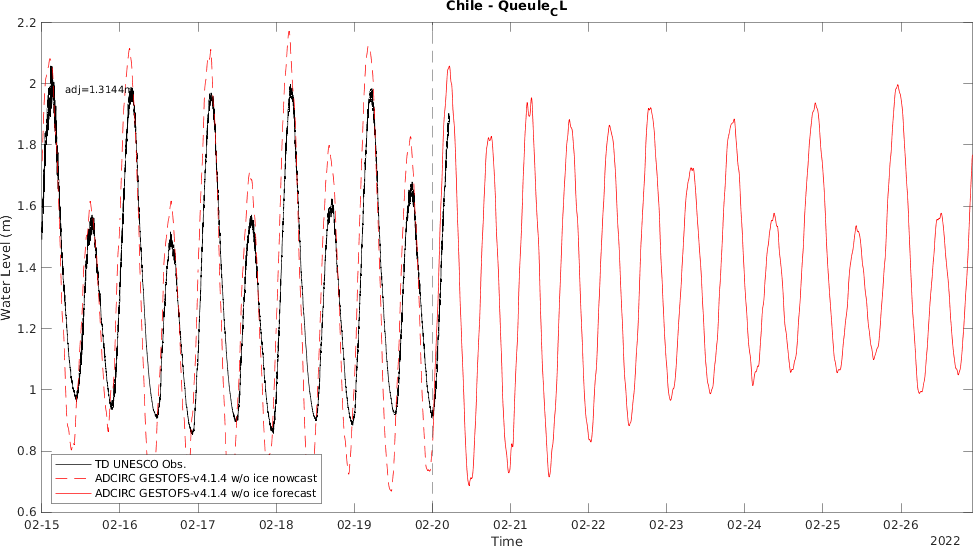 Chile - Queule_CL
2.2
2
1.8
1.6
1.4
1.2
1
0.8
0.6
Water Level (m)
adj=1.3144m
TD UNESCO Obs.
ADCIRC GESTOFS-v4.1.4 w/o ice nowcast
ADCIRC GESTOFS-v4.1.4 w/o ice forecast
02-15 02-16 02-17 02-18 02-19 02-20 02-21 02-22 02-23 02-24 02-25 02-26
Time
2022